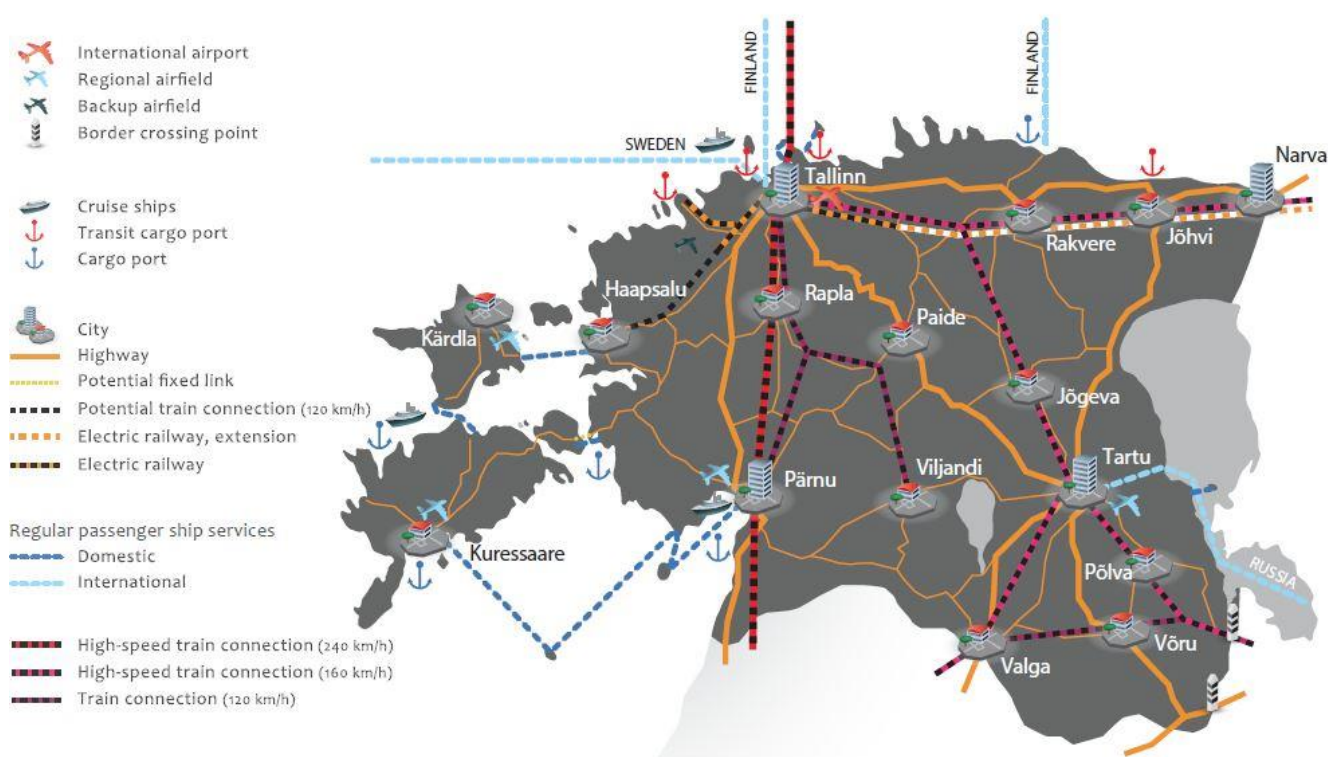 International airport
Regional airfield
Backup airfield
Border crossing point
Cruise ships
Transit cargo port
Cargo port
City
Highway
Potential fixed link
Potential train connection (120 km/h)
Electric railway, extension
Electric railway
Regular passenger ship services
Domestic
International
High-speed train connection (240 km/h)
High-speed train connection (160 km/h)
Train connection (120 km/h)
FINLAND
FINLAND
SWEDEN
Tallinn
Narva
Rakvere
Jõhvi
Haapsalu
Rapla
Paide
Kärdla
Jõgeva
Tartu
Pärnu
Viljandi
Kuressaare
Põlva
RUSSIA
Valga
Võru